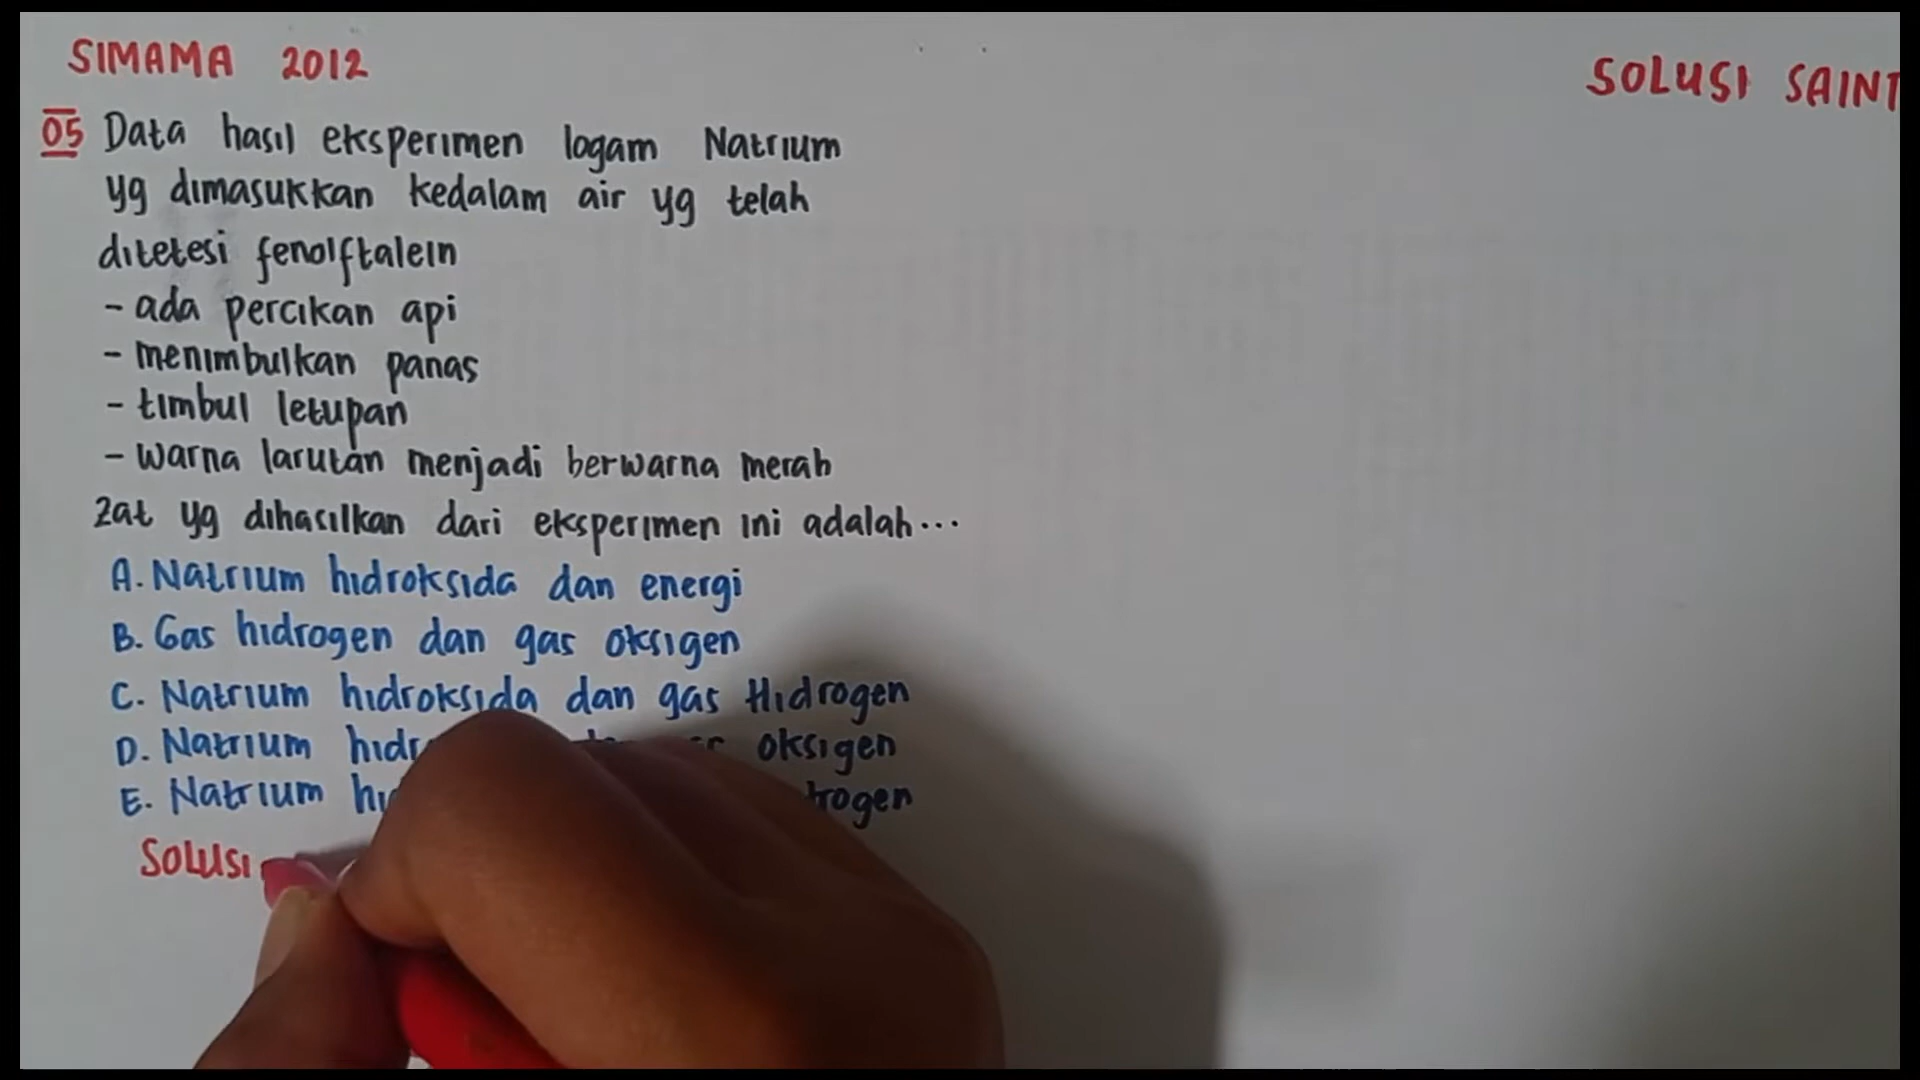 SIMAMA 2012
SOLUSI SAINT
05 Data hasil eksperimen logam Natrium
yg dimasukkan kedalam air yg telah
ditetesi fenolftalein
- ada percikan api
- menimbulkan panas
- timbul letupan
- warna larutan menjadi berwarna merah
Zat yg dihasilkan dari eksperimen ini adalah...
A. Natrium hidroksida dan energi
B. Gas hidrogen dan gas oksigen
C. Natrium hidroksida dan gas Hidrogen
D. Natrium oksigen
E. Natrium
SOLUSI